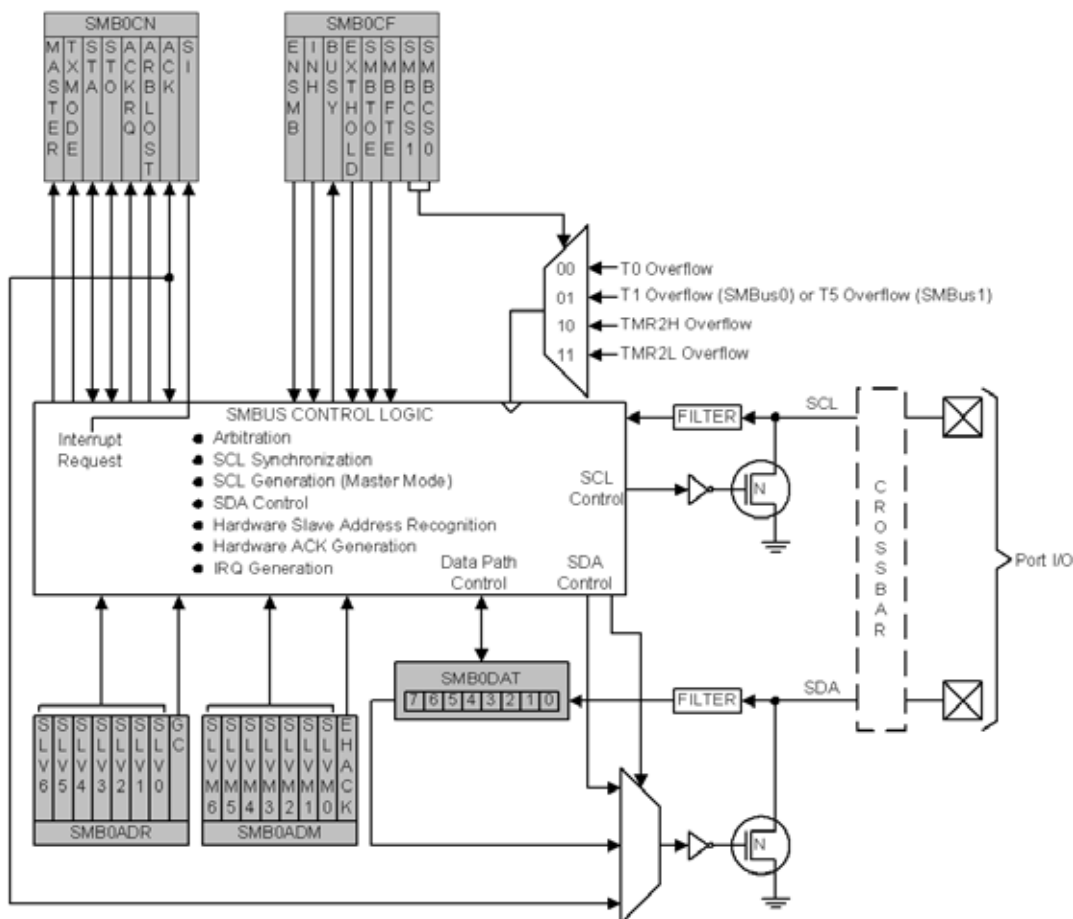 SMB0CN
MASTER
TXMODE
STA
STO
ACKRQ
ARBLOST
ACK
SI
SMB0CF
ENSMB
INH
BUSY
EXTHOLD
SMBTOE
SMBFTE
SMBCS1
SMBCS0
00
T0 Overflow
01
T1 Overflow (SMBus0) or T5 Overflow (SMBus1)
10
TMR2H Overflow
11
TMR2L Overflow
SMBUS CONTROL LOGIC
Interrupt
Request
Arbitration
SCL Synchronization
SCL Generation (Master Mode)
SDA Control
Hardware Slave Address Recognition
Hardware ACK Generation
IRQ Generation
Data Path
Control
SCL
Control
SDA
Control
FILTER
SCL
N
CROSSBAR
Port I/O
SMB0DAT
7 6 5 4 3 2 1 0
FILTER
SDA
N
SLV6
SLV5
SLV4
SLV3
SLV2
SLV1
SLV0
GC
SMB0ADR
SLVM6
SLVM5
SLVM4
SLVM3
SLVM2
SLVM1
SLVM0
EHACK
SMB0ADM